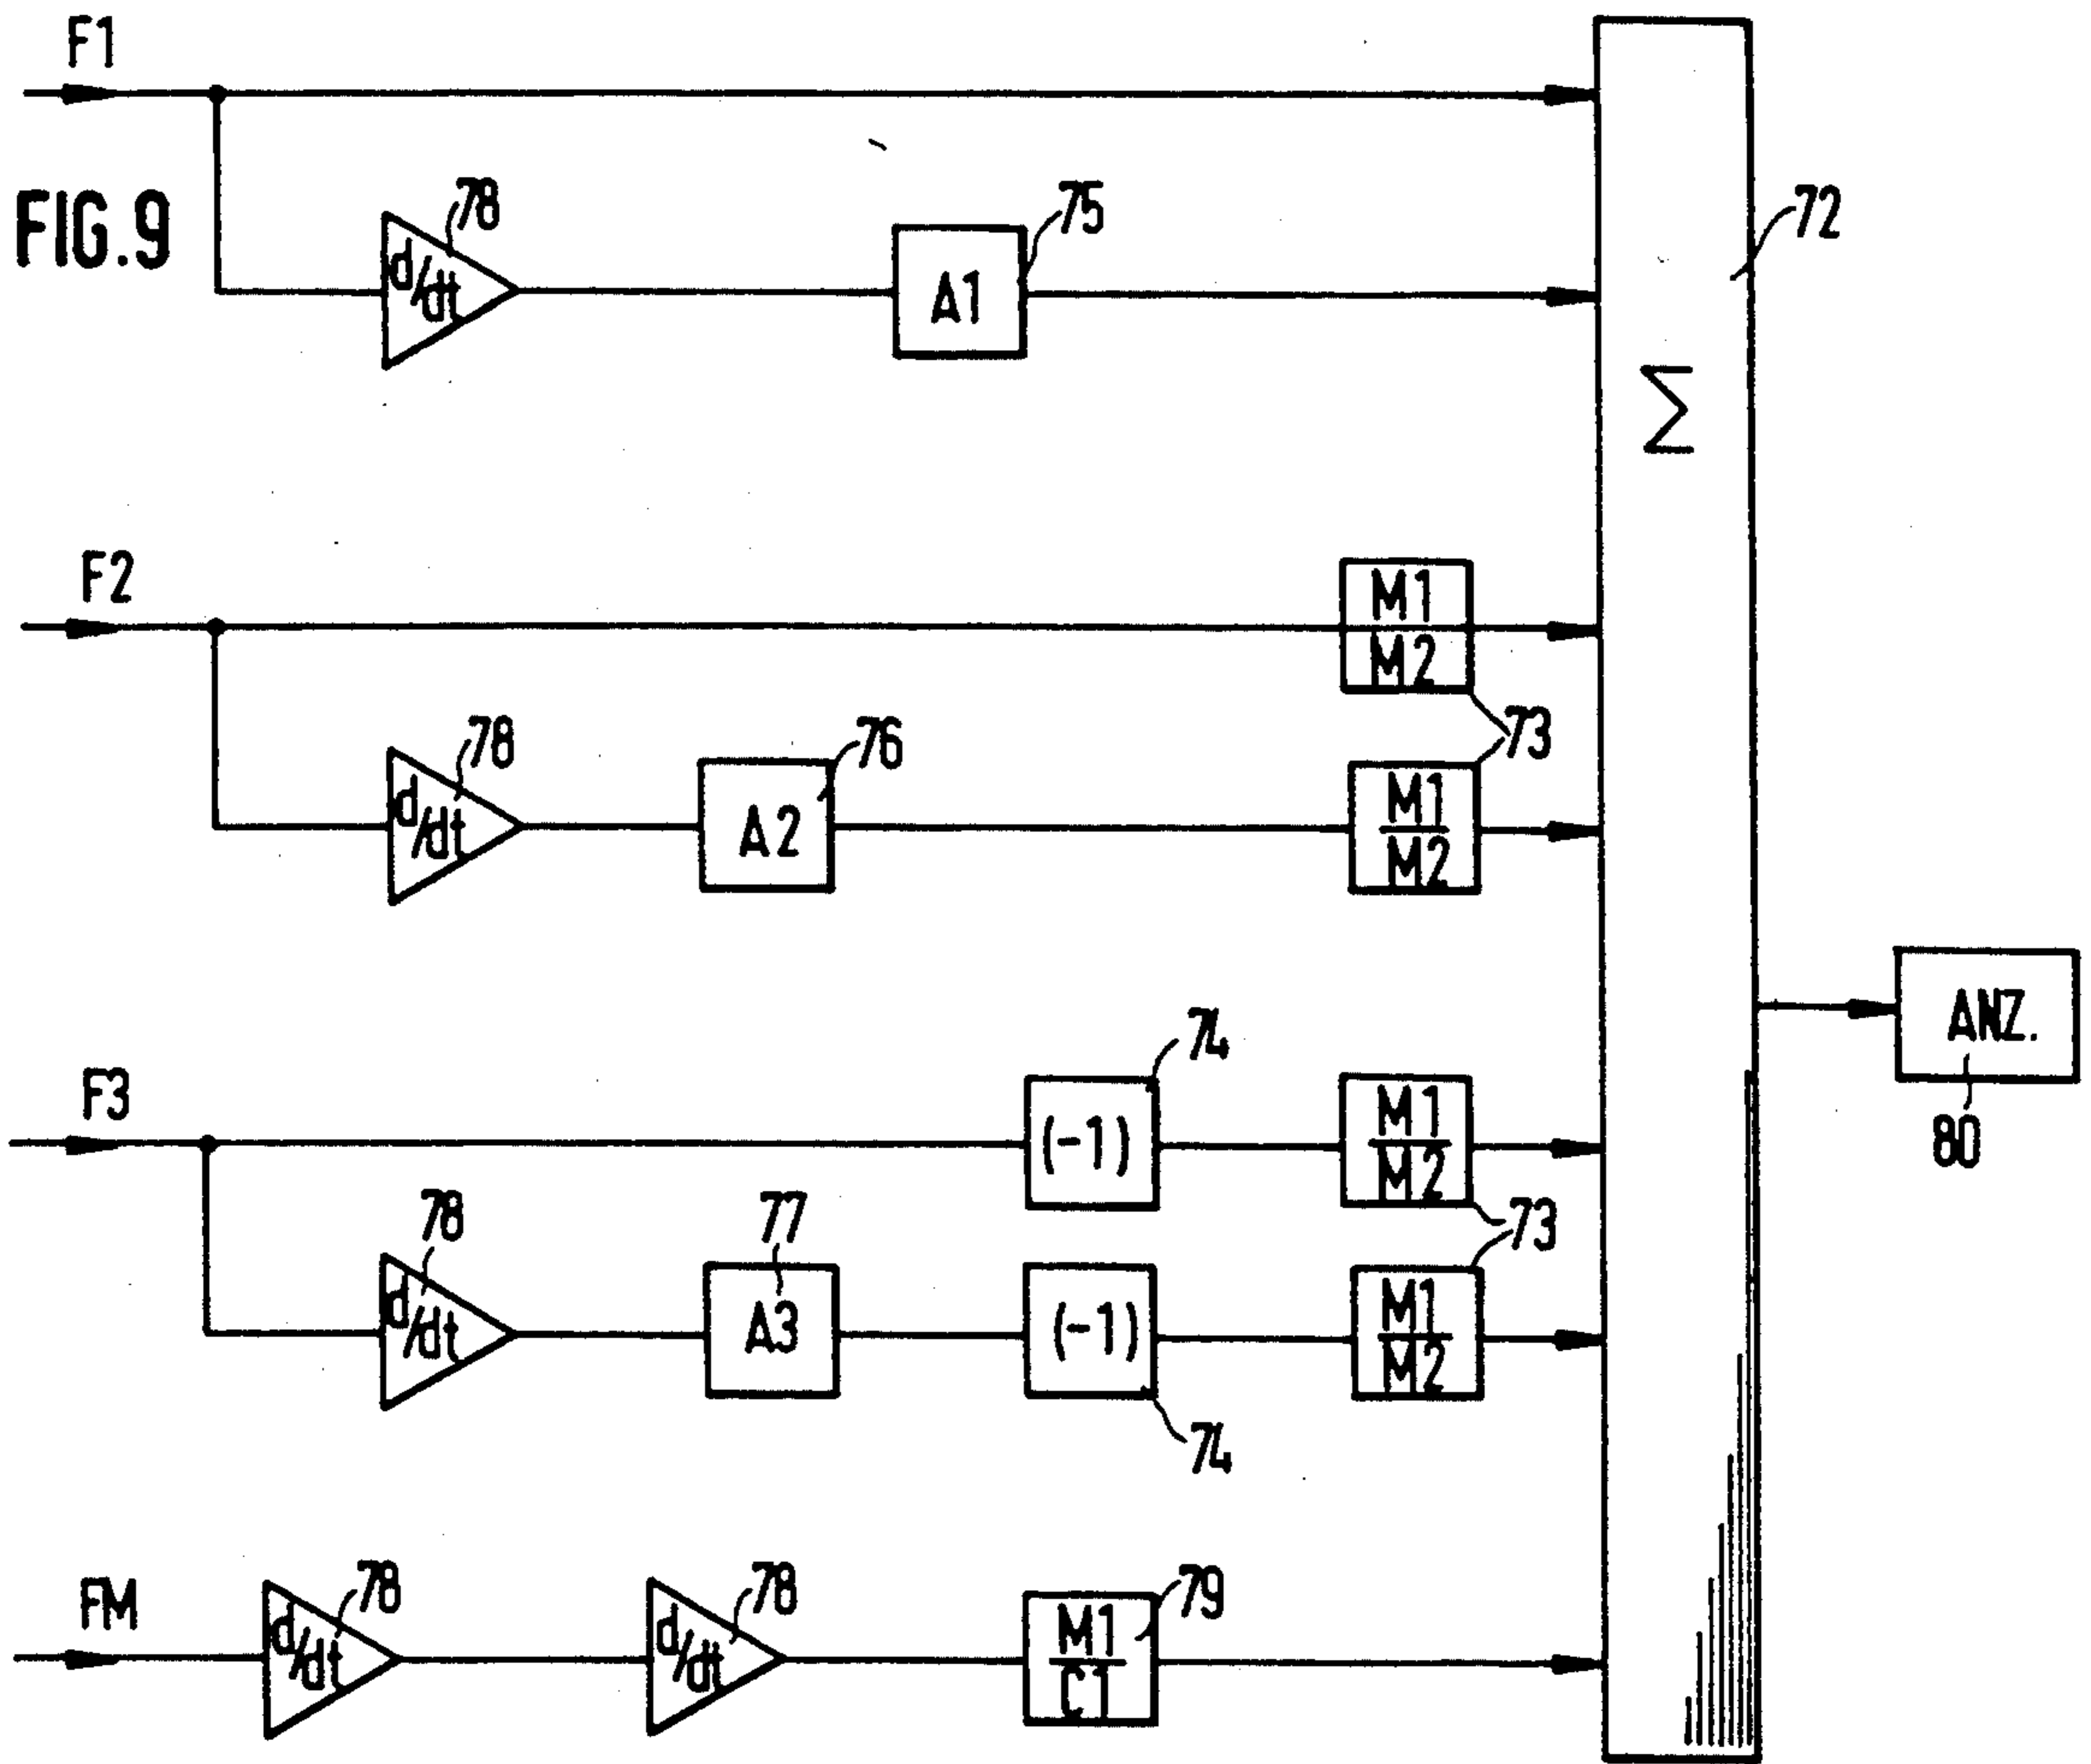 F1
FIG.9
78
d/dt
75
A1
72
Σ
F2
M1
M2
73
78
d/dt
76
A2
M1
M2
ANZ.
80
F3
74
(-1)
M1
M2
73
78
d/dt
77
A3
(-1)
74
M1
M2
FM
78
d/dt
78
d/dt
79
M1
C1